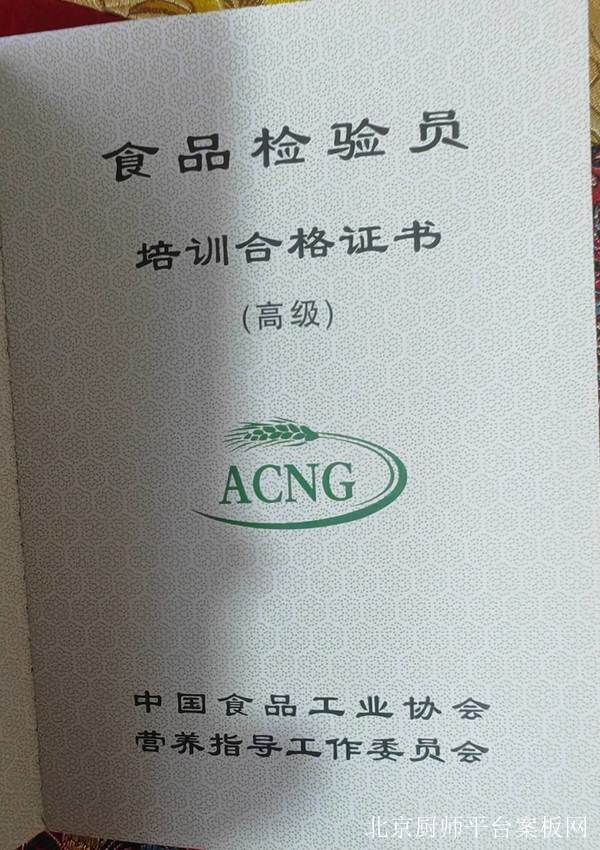 食品检验员
培训合格证书
(高级)
ACNG
中国食品工业协会
营养指导工作委员会
北京厨师平台案板网